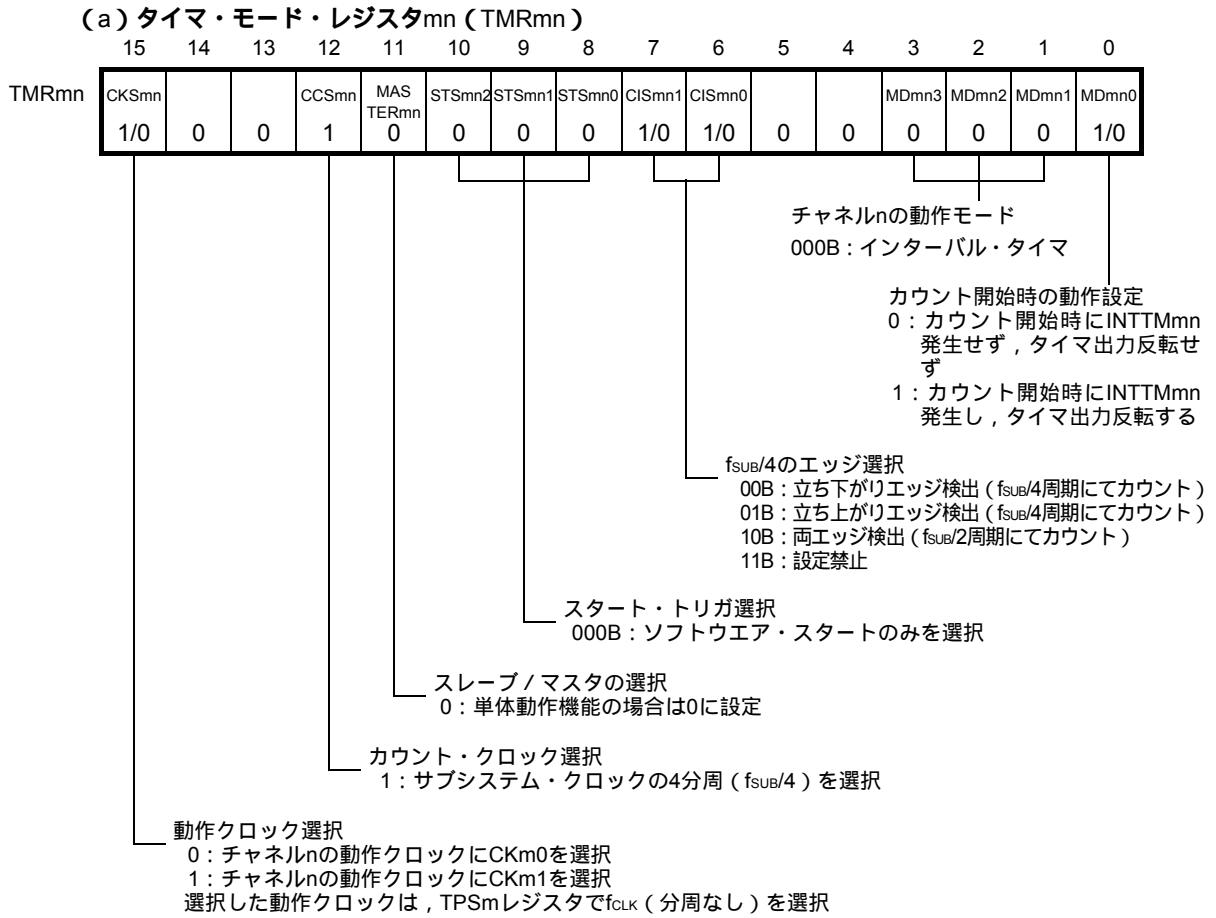 （a）タイマ・モード・レジスタmn（TMRmn）
15 14 13 12 11 10 9 8 7 6 5 4 3 2 1 0
TMRmn CKSmn CCSmn MAS TERmn STSmn2 STSmn1 STSmn0 CISmn1 CISmn0 MDmn3 MDmn2 MDmn1 MDmn0
1/0 0 0 1 0 0 0 0 1/0 1/0 0 0 0 0 0 1/0
チャネルnの動作モード
000B：インターバル・タイマ
カウント開始時の動作設定
0：カウント開始時にINTTMmn
発生せず，タイマ出力反転せ
ず
1：カウント開始時にINTTMmn
発生し，タイマ出力反転する
fSUB/4のエッジ選択
00B：立ち下がりエッジ検出（fSUB/4周期にてカウント）
01B：立ち上がりエッジ検出（fSUB/4周期にてカウント）
10B：両エッジ検出（fSUB/2周期にてカウント）
11B：設定禁止
スタート・トリガ選択
000B：ソフトウエア・スタートのみを選択
スレーブ／マスタの選択
0：単体動作機能の場合は0に設定
カウント・クロック選択
1：サブシステム・クロックの4分周（fSUB/4）を選択
動作クロック選択
0：チャネルnの動作クロックにCKm0を選択
1：チャネルnの動作クロックにCKm1を選択
選択した動作クロックは，TPSmレジスタでfCLK（分周なし）を選択